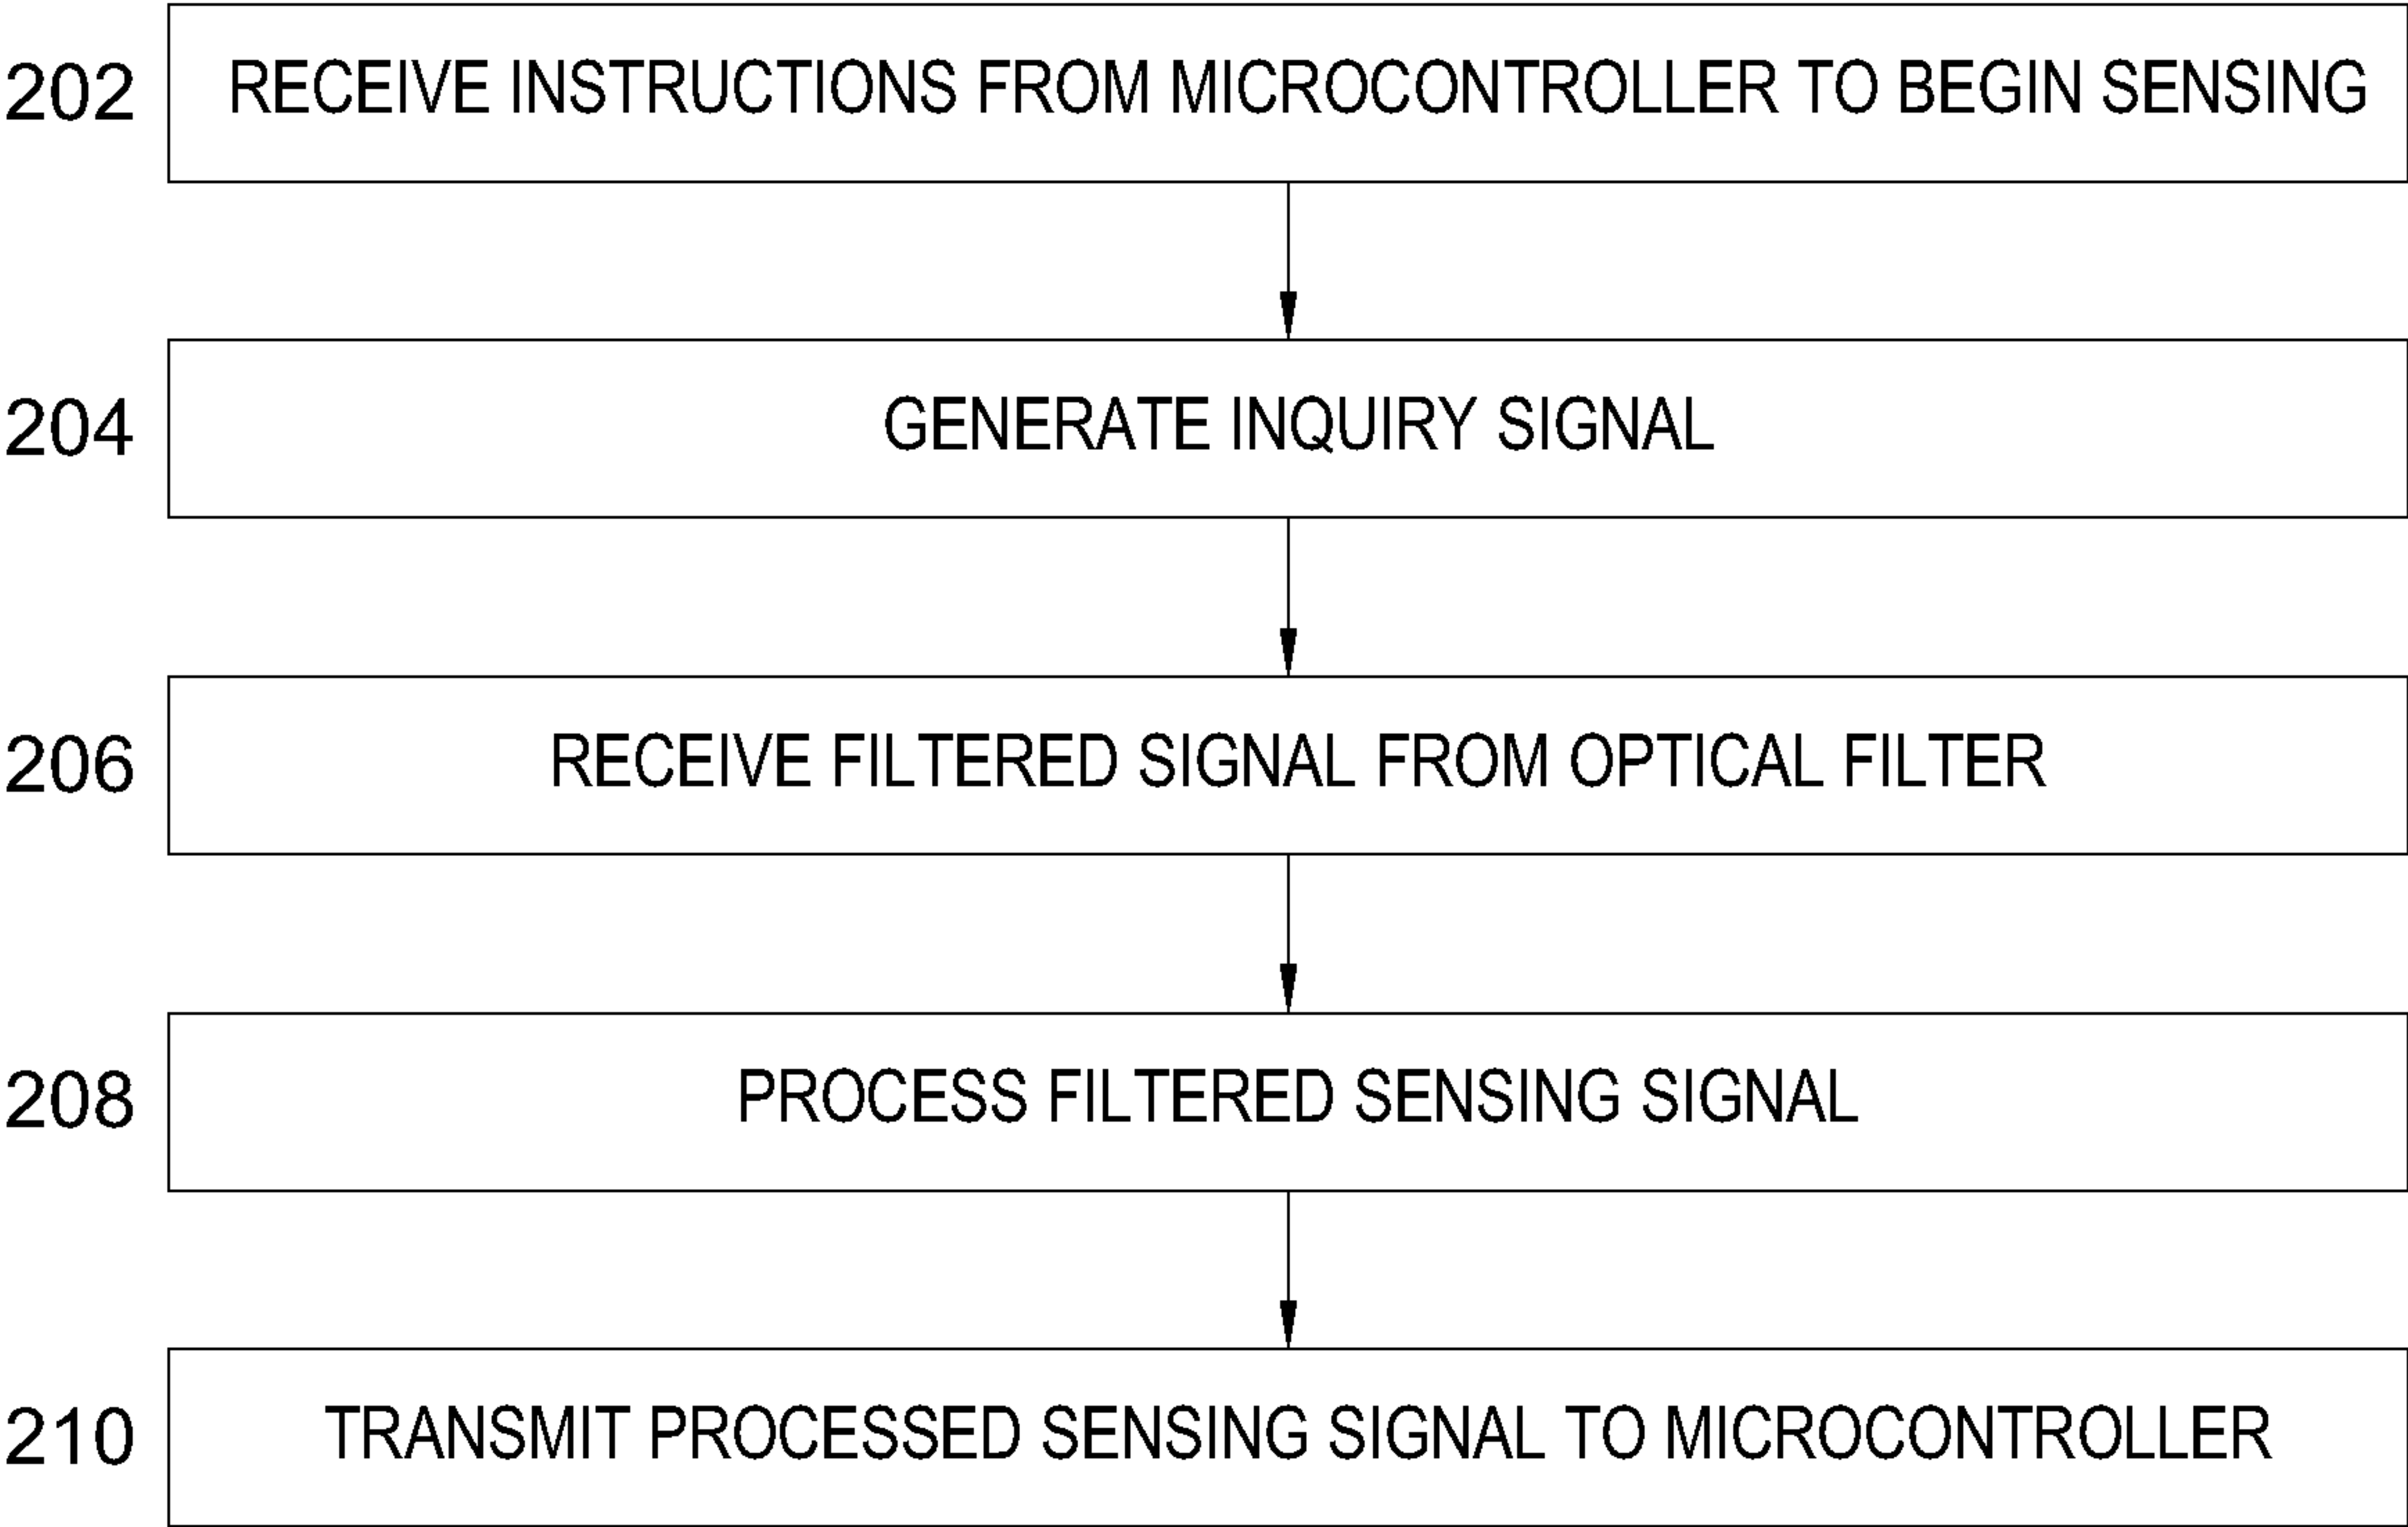 202 RECEIVE INSTRUCTIONS FROM MICROCONTROLLER TO BEGIN SENSING
204 GENERATE INQUIRY SIGNAL
206 RECEIVE FILTERED SIGNAL FROM OPTICAL FILTER
208 PROCESS FILTERED SENSING SIGNAL
210 TRANSMIT PROCESSED SENSING SIGNAL TO MICROCONTROLLER